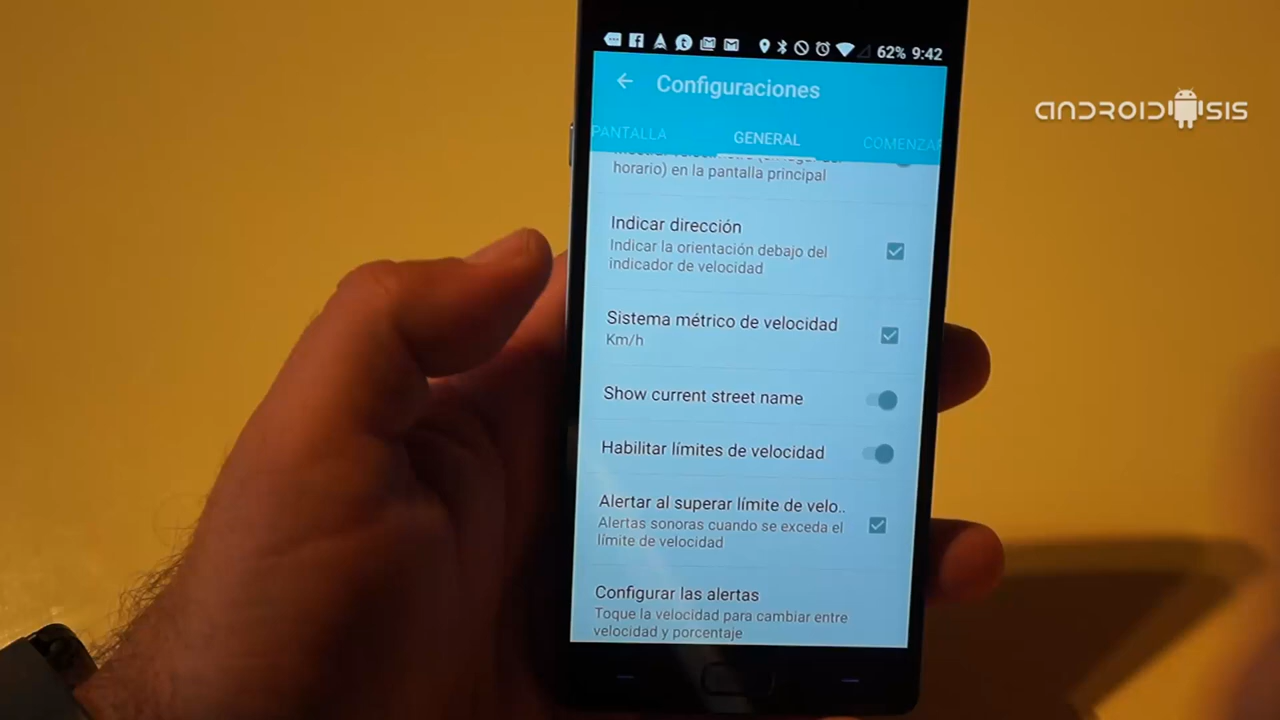 62% 9:42
Configuraciones
PANTALLA GENERAL COMENZAR
horario) en la pantalla principal
Indicar dirección
Indicar la orientación debajo del
indicador de velocidad
Sistema métrico de velocidad
Km/h
Show current street name
Habilitar límites de velocidad
Alertar al superar límite de velo..
Alertas sonoras cuando se exceda el
límite de velocidad
Configurar las alertas
Toque la velocidad para cambiar entre
velocidad y porcentaje
ANDROIDSIS